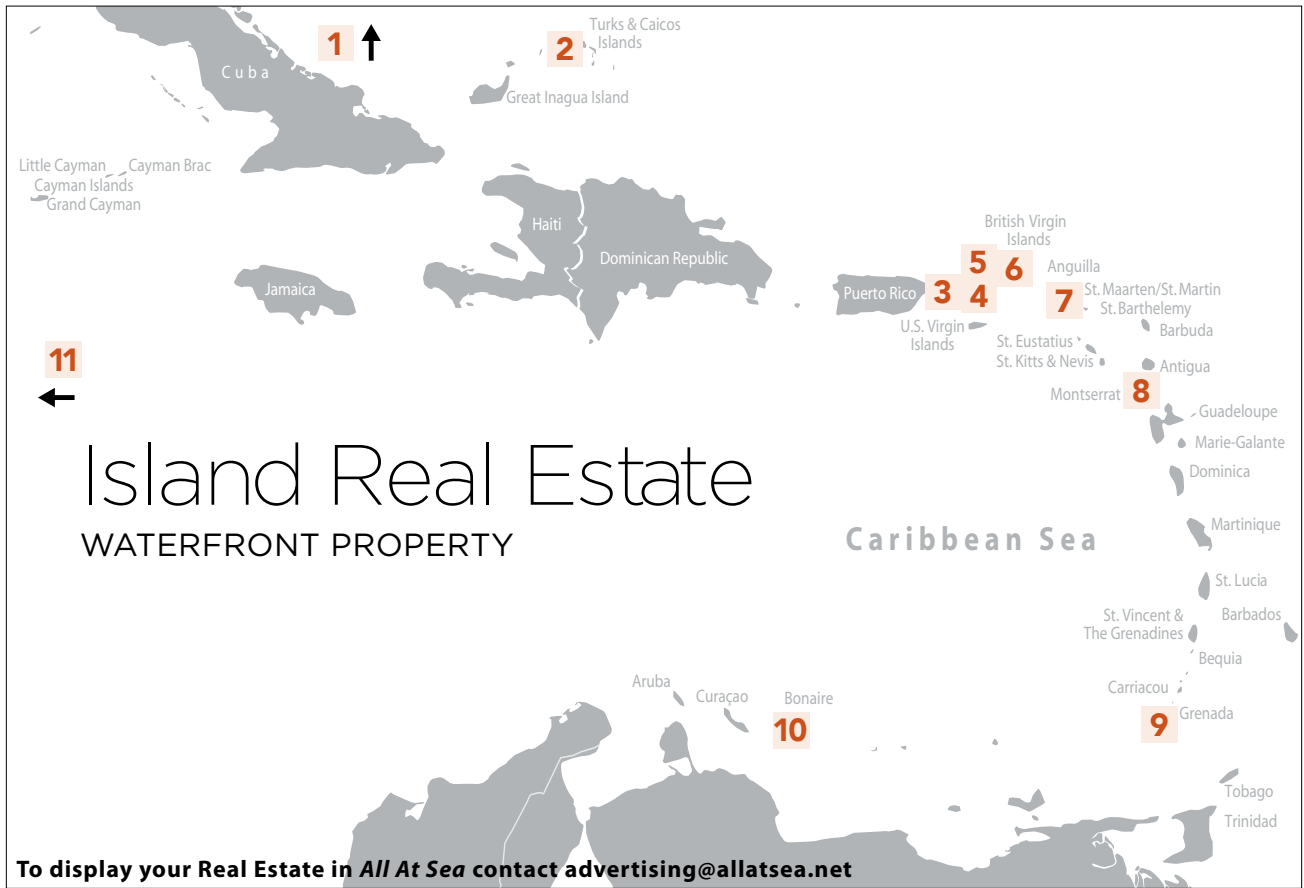 Turks & Caicos
Islands
1
2
Cuba
Great Inagua Island
Little Cayman
Cayman Brac
Cayman Islands
Grand Cayman
Haiti
Dominican Republic
Jamaica
Puerto Rico
British Virgin
Islands
5
6
3
4
Anguilla
7
St. Maarten/St. Martin
St. Barthelemy
U.S. Virgin
Islands
Barbuda
St. Eustatius
St. Kitts & Nevis
Antigua
11
Montserrat
8
Guadeloupe
Marie-Galante
Dominica
Island Real Estate
WATERFRONT PROPERTY
Caribbean Sea
Martinique
St. Lucia
St. Vincent &
The Grenadines
Barbados
Bequia
Carriacou
Grenada
9
Aruba
Curaçao
Bonaire
10
Tobago
Trinidad
To display your Real Estate in All At Sea contact advertising@allatsea.net